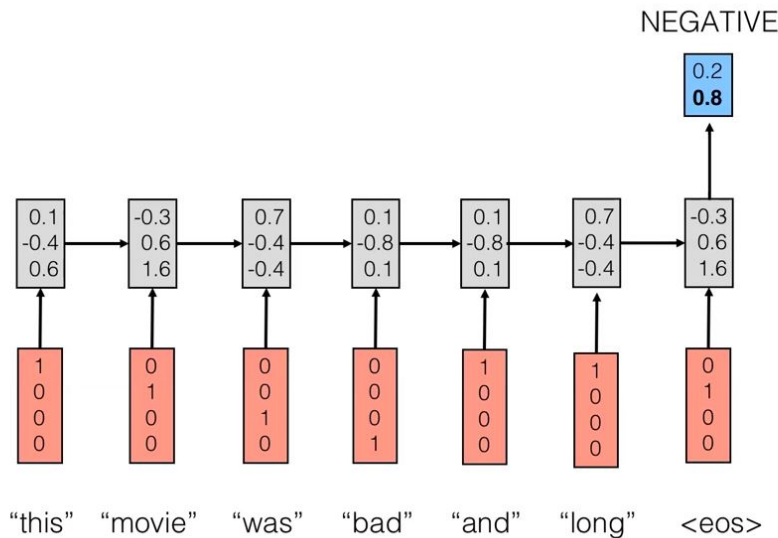 NEGATIVE
0.2
0.8
0.1 -0.3 0.7 0.1 0.1 0.7 -0.3
-0.4 0.6 -0.4 -0.8 -0.8 -0.4 0.6
0.6 1.6 -0.4 0.1 0.1 -0.4 1.6
1 0 0 0 1 1 0
0 1 0 0 0 0 1
0 0 1 0 0 0 0
0 0 0 1 0 0 0
“this” “movie” “was” “bad” “and” “long” <eos>